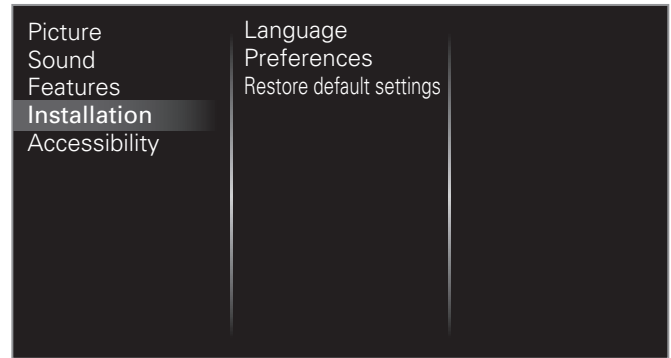 Picture
Sound
Features
Installation
Accessibility
Language
Preferences
Restore default settings